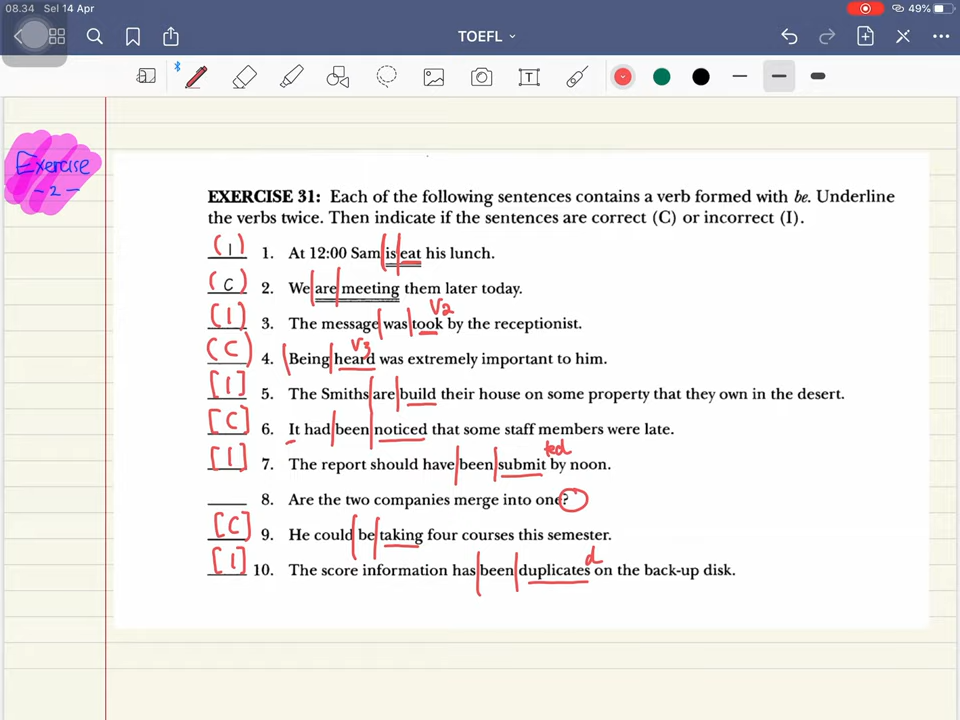 08.34 Sel 14 Apr
49%
TOEFL
T
Exercise
- 2 -
EXERCISE 31: Each of the following sentences contains a verb formed with be. Underline
the verbs twice. Then indicate if the sentences are correct (C) or incorrect (I).
(I) 1. At 12:00 Sam is eat his lunch.
(C) 2. We are meeting them later today.
V2
(I) 3. The message was took by the receptionist.
V3
(C) 4. Being heard was extremely important to him.
[I] 5. The Smiths are build their house on some property that they own in the desert.
[C] 6. It had been noticed that some staff members were late.
ted
[I] 7. The report should have been submit by noon.
8. Are the two companies merge into one?
[C] 9. He could be taking four courses this semester.
d
[I] 10. The score information has been duplicates on the back-up disk.